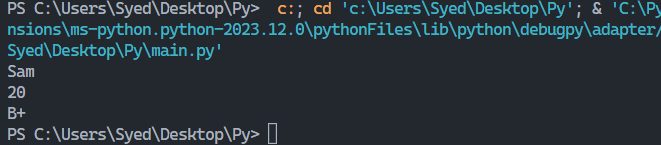 PS C:\Users\Syed\Desktop\Py>  c:; cd 'c:\Users\Syed\Desktop\Py'; & 'C:\Py
nsions\ms-python.python-2023.12.0\pythonFiles\lib\python\debugpy\adapter/
Syed\Desktop\Py\main.py'
Sam
20
B+
PS C:\Users\Syed\Desktop\Py>